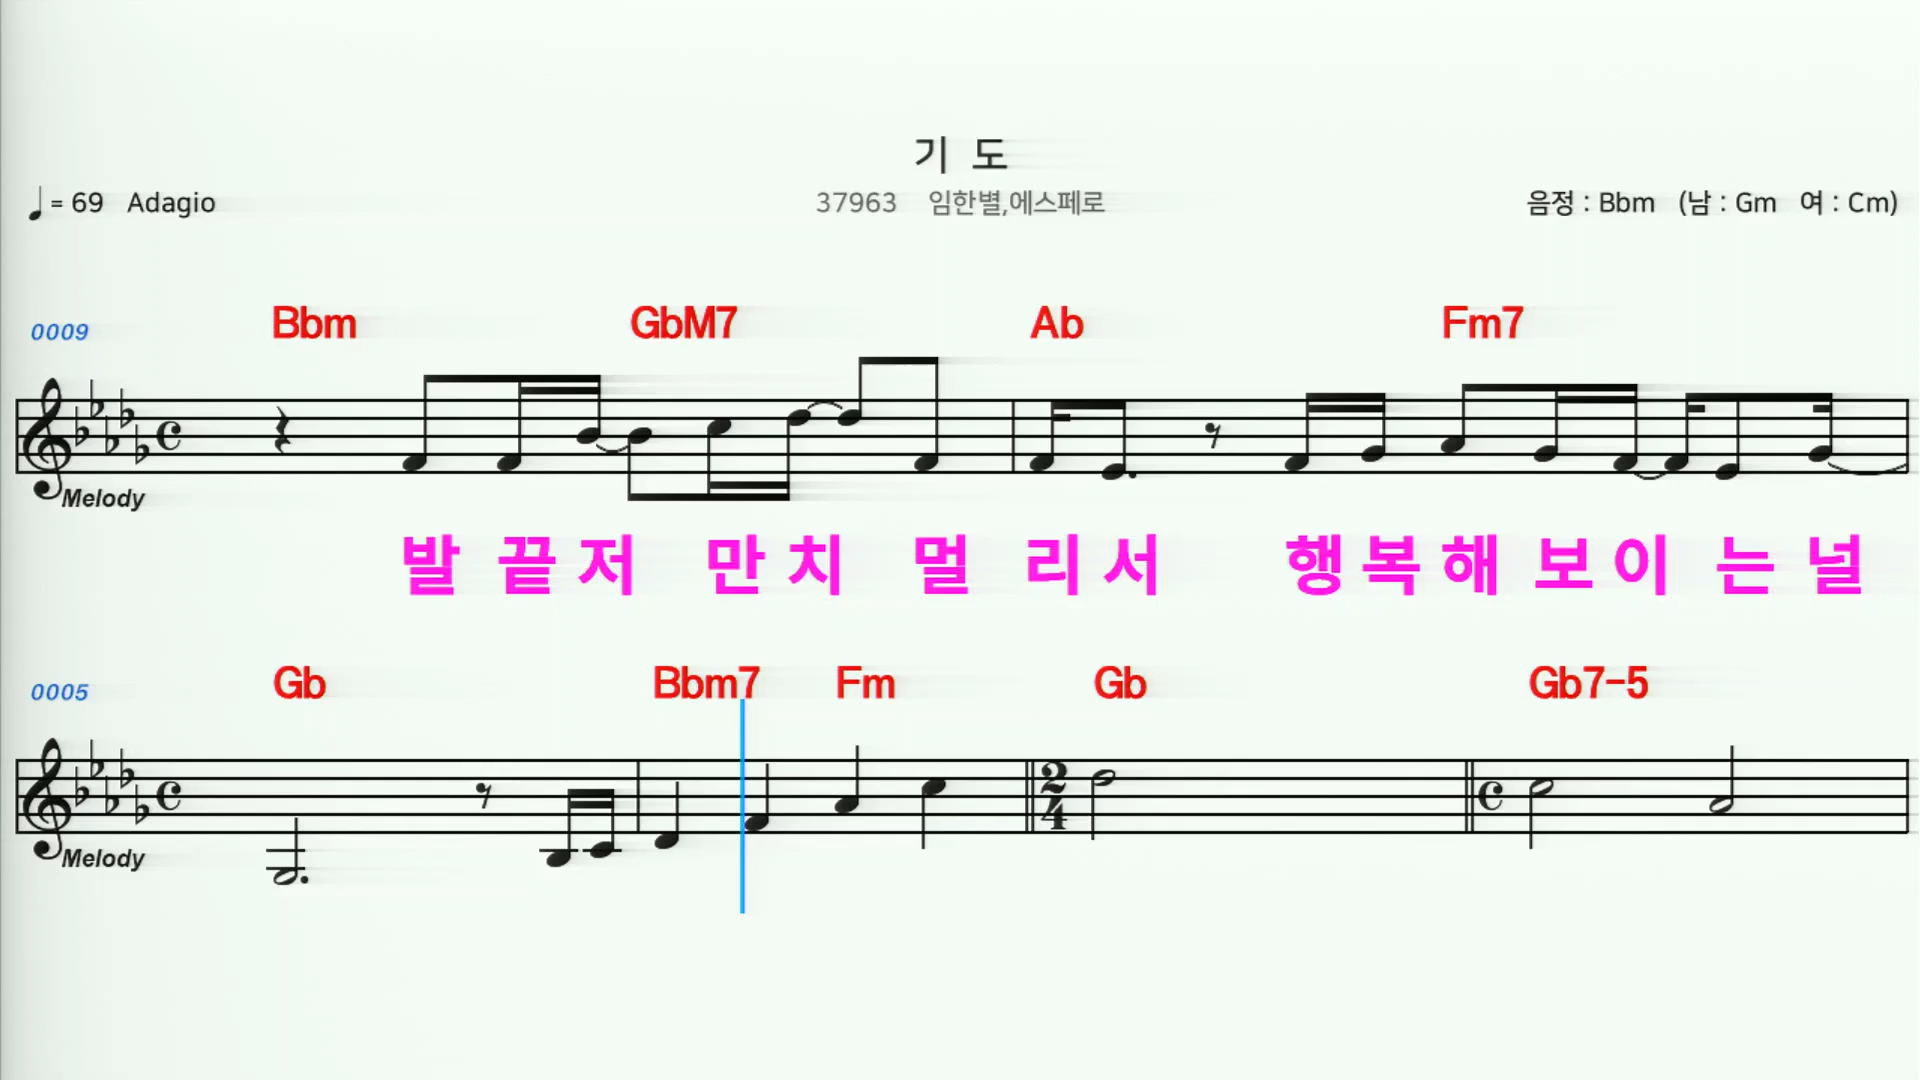 기 도
= 69 Adagio
37963 임한별,에스페로
음정 : Bbm (남 : Gm 여 : Cm)
0009 Bbm GbM7 Ab Fm7
Melody
발 끝 저 만 치 멀 리 서 행 복 해 보 이 는 널
0005 Gb Bbm7 Fm Gb Gb7-5
2
4
Melody